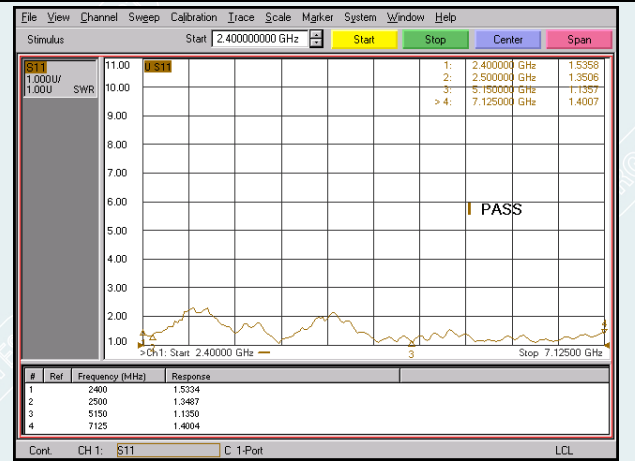 File View Channel Sweep Calibration Trace Scale Marker System Window Help
Stimulus Start 2.400000000 GHz Start Stop Center Span
S11
1.000U/
1.00U SWR
11.00
10.00
9.00
8.00
7.00
6.00
5.00
4.00
3.00
2.00
1.00
U S11
1: 2.400000 GHz 1.5358
2: 2.500000 GHz 1.3506
3: 5.150000 GHz 1.1357
> 4: 7.125000 GHz 1.4007
PASS
3
4
>Ch1: Start 2.40000 GHz Stop 7.12500 GHz
# Ref Frequency (MHz) Response
1 2400 1.5334
2 2500 1.3487
3 5150 1.1350
4 7125 1.4004
Cont. CH 1: S11 C 1-Port LCL